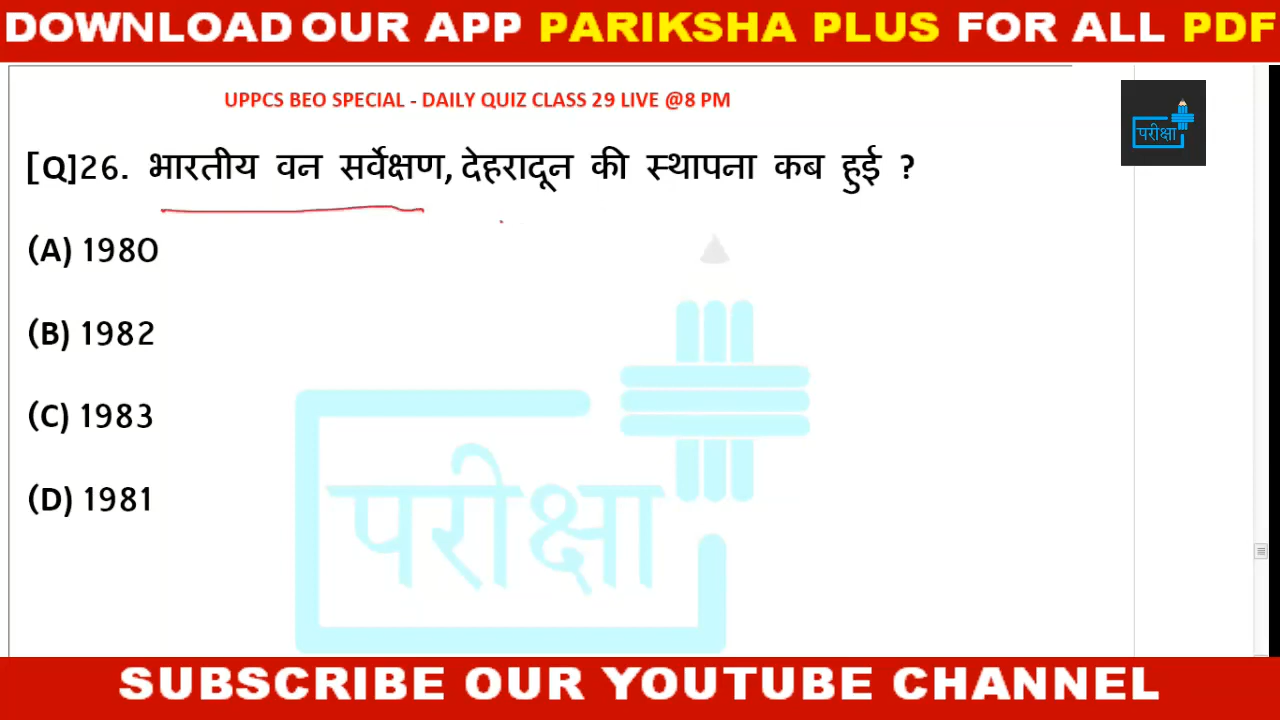 DOWNLOAD OUR APP PARIKSHA PLUS FOR ALL PDF
UPPCS BEO SPECIAL - DAILY QUIZ CLASS 29 LIVE @8 PM
परीक्षा
[Q]26. भारतीय वन सर्वेक्षण, देहरादून की स्थापना कब हुई ?
(A) 1980
(B) 1982
(C) 1983
(D) 1981
परीक्षा
SUBSCRIBE OUR YOUTUBE CHANNEL